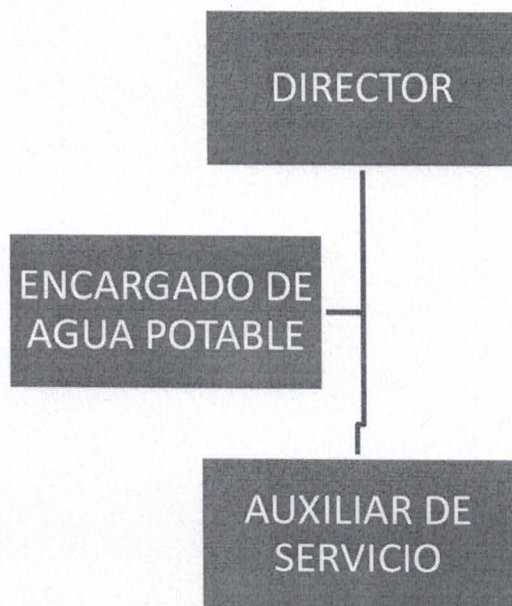 DIRECTOR
ENCARGADO DE
AGUA POTABLE
AUXILIAR DE
SERVICIO